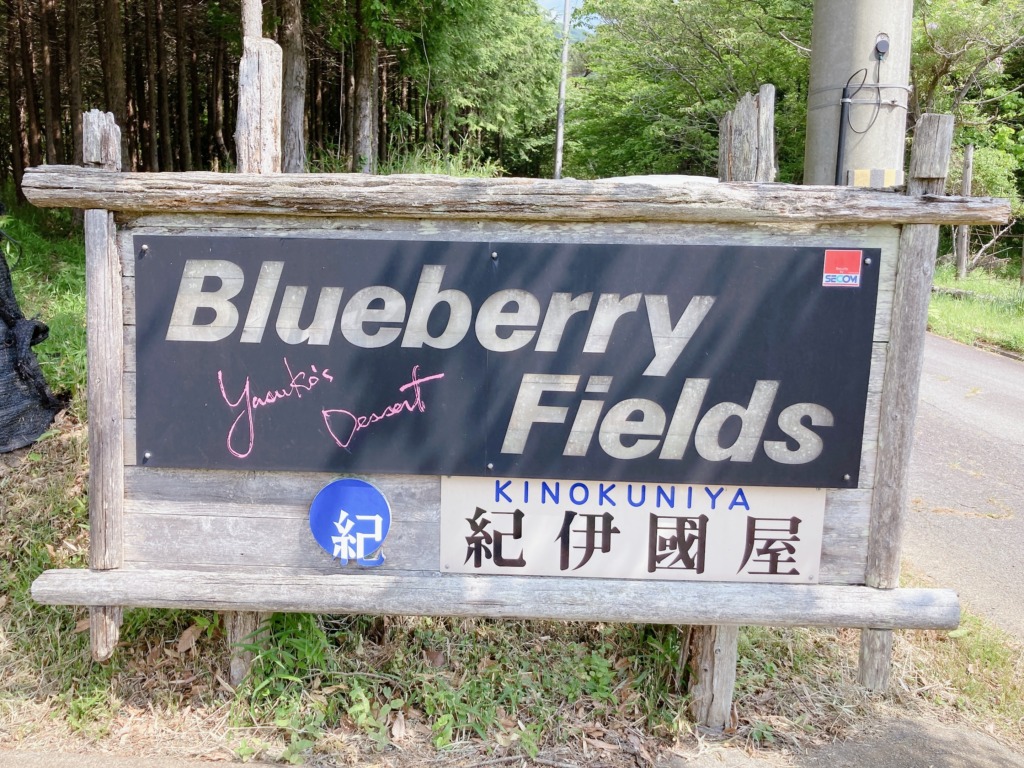 Blueberry
Fields
Yasuko's
Dessert
SECOM
KINOKUNIYA
紀
紀伊國屋